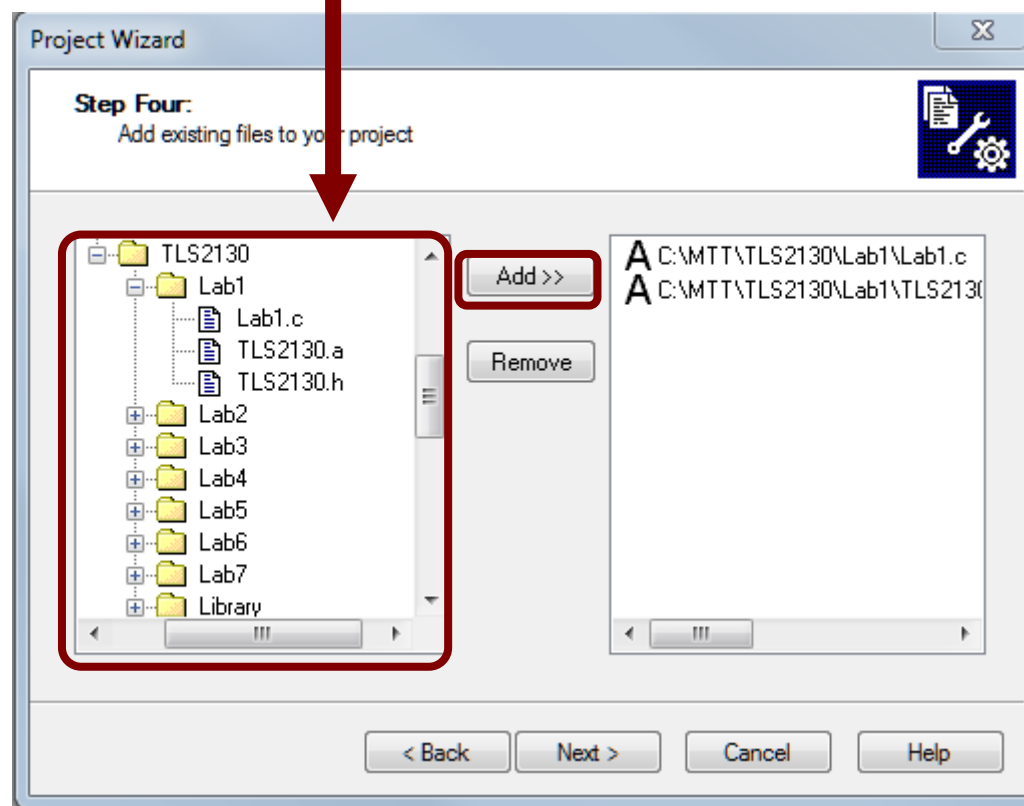 Project Wizard
Step Four:
Add existing files to your project
TLS2130
Lab1
Lab1.c
TLS2130.a
TLS2130.h
Lab2
Lab3
Lab4
Lab5
Lab6
Lab7
Library
Add >>
Remove
A C:\MTT\TLS2130\Lab1\Lab1.c
A C:\MTT\TLS2130\Lab1\TLS2130
< Back
Next >
Cancel
Help